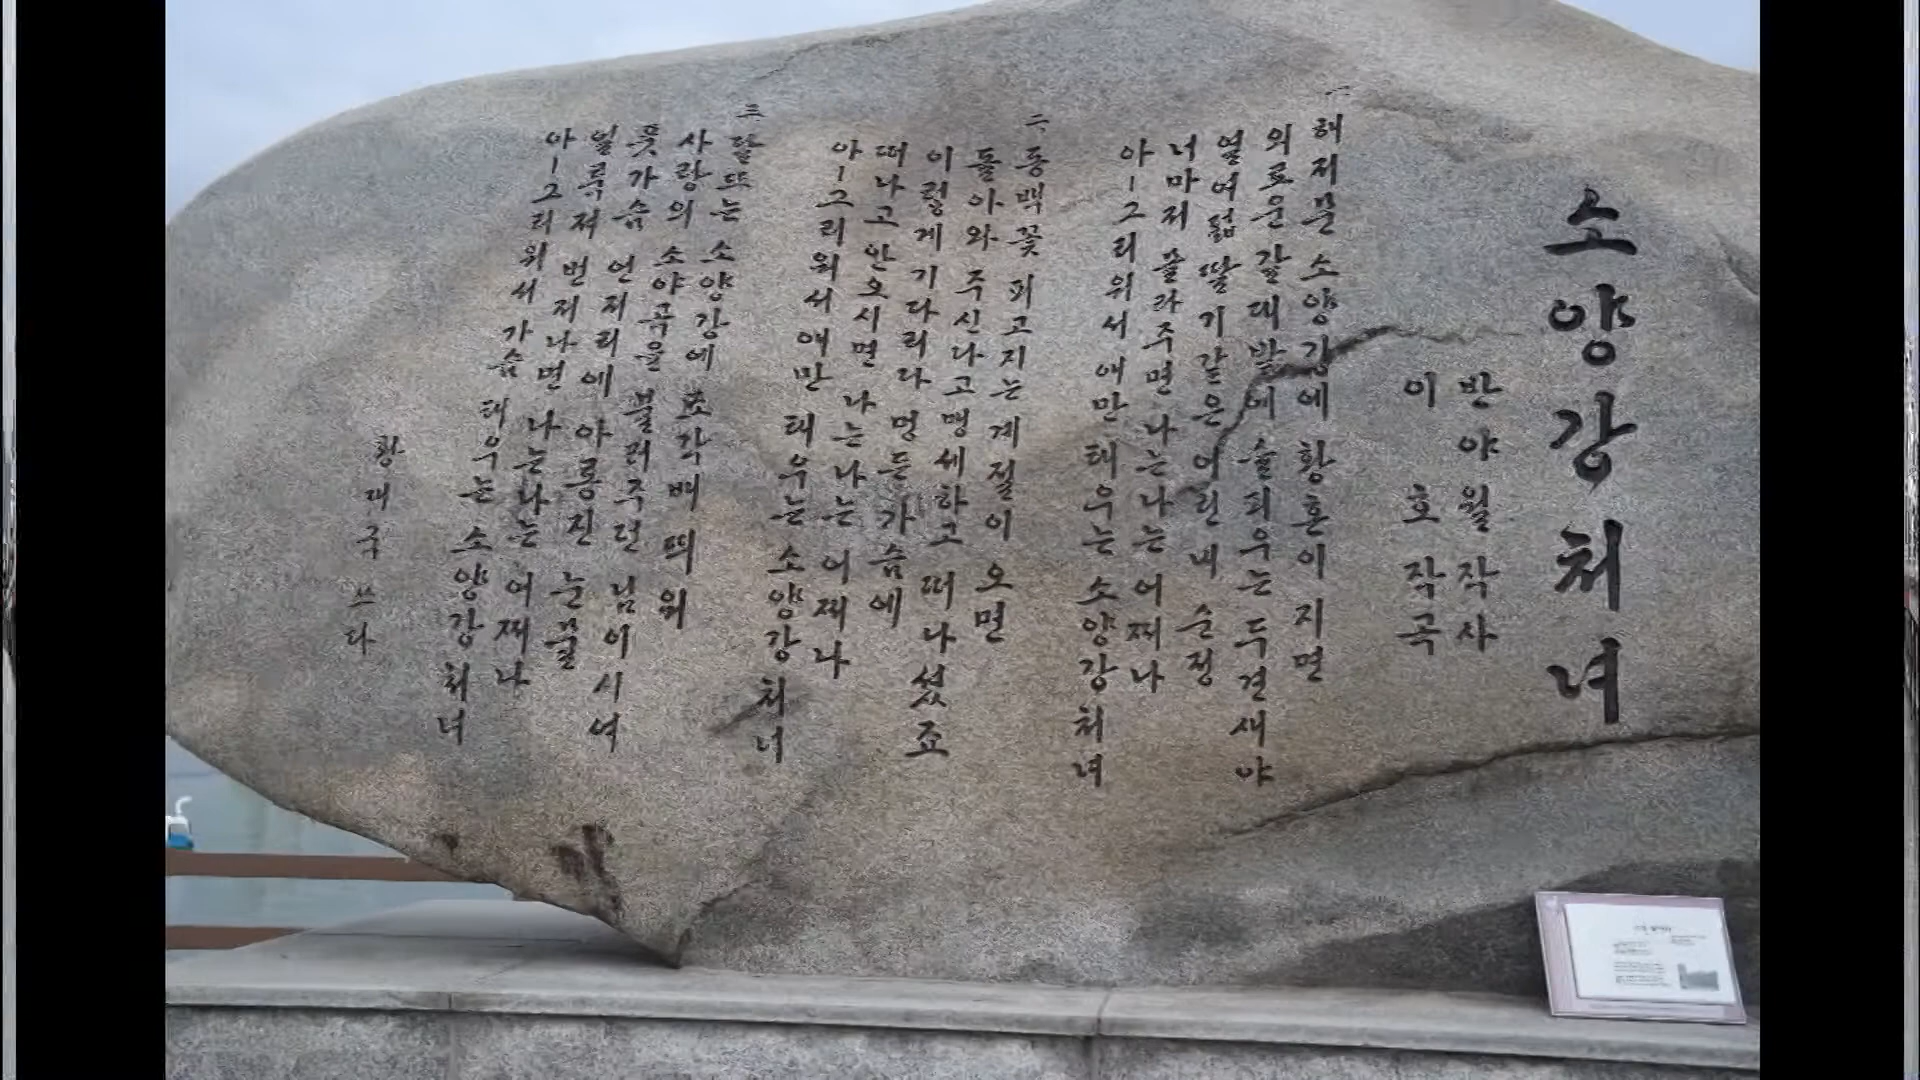 소양강처녀
반야월 작사
이호 작곡
一. 해저문 소양강에 황혼이 지면
외로운 갈대밭에 슬피우는 두견새야
열여덟 딸기같은 어린 내 순정
너마저 몰라주면 나는 나는 어찌나
아-그리워서 애만 태우는 소양강 처녀
二. 동백꽃 피고지는 계절이 오면
돌아와 주신다고 맹세하고 떠나셨죠
이렇게 기다리다 멍든 가슴에
떠나고 안오시면 나는 나는 어찌나
아-그리워서 애만 태우는 소양강 처녀
三. 달뜨는 소양강에 조각배 띄워
사랑의 소야곡을 불러주던 님이시여
풋가슴 언저리에 아롱진 눈물
얼룩져 번져나면 나는 나는 어찌나
아-그리워서 가슴 태우는 소양강 처녀
황대구 쓰다